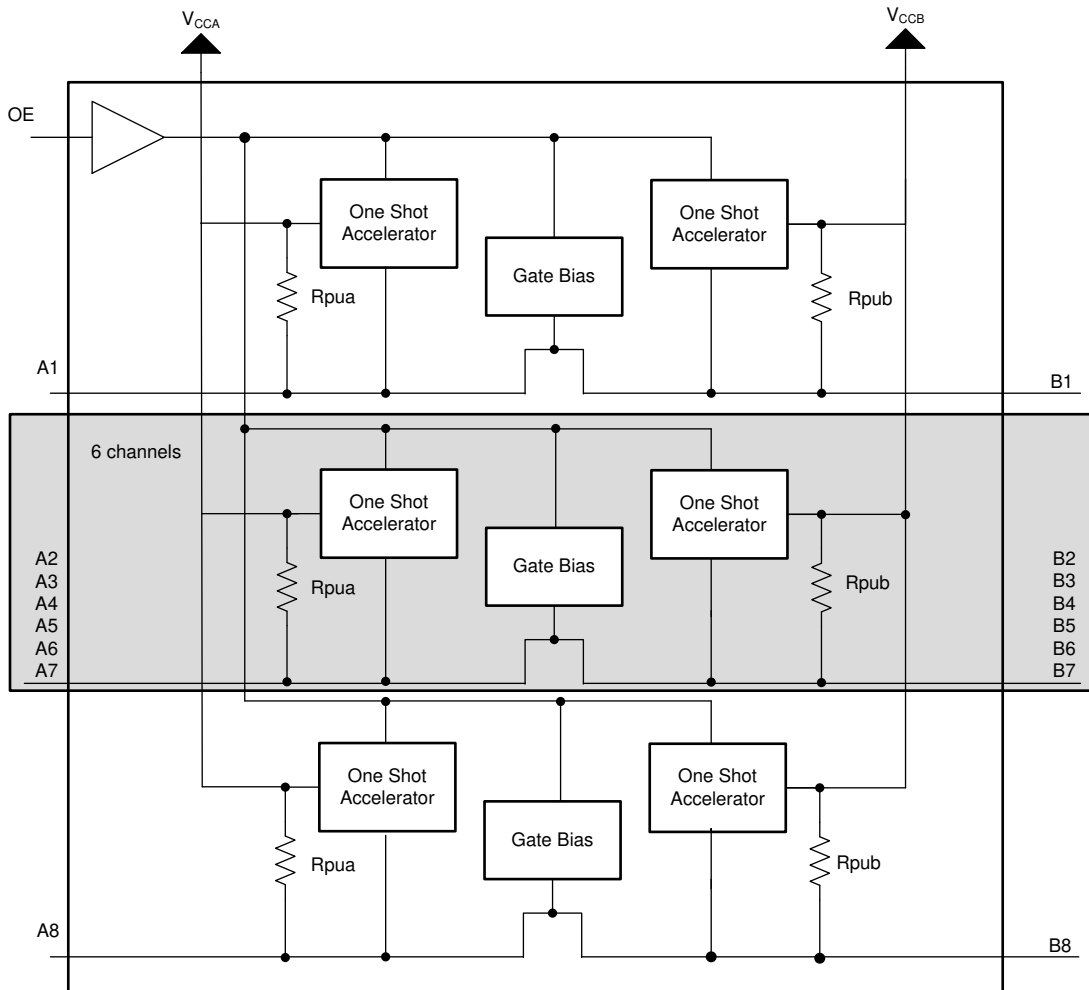 VCCA
VCCB
OE
One Shot
Accelerator
One Shot
Accelerator
Gate Bias
Rpua
Rpub
A1
B1
6 channels
One Shot
Accelerator
One Shot
Accelerator
Gate Bias
Rpua
Rpub
A2
A3
A4
A5
A6
A7
B2
B3
B4
B5
B6
B7
One Shot
Accelerator
One Shot
Accelerator
Gate Bias
Rpua
Rpub
A8
B8